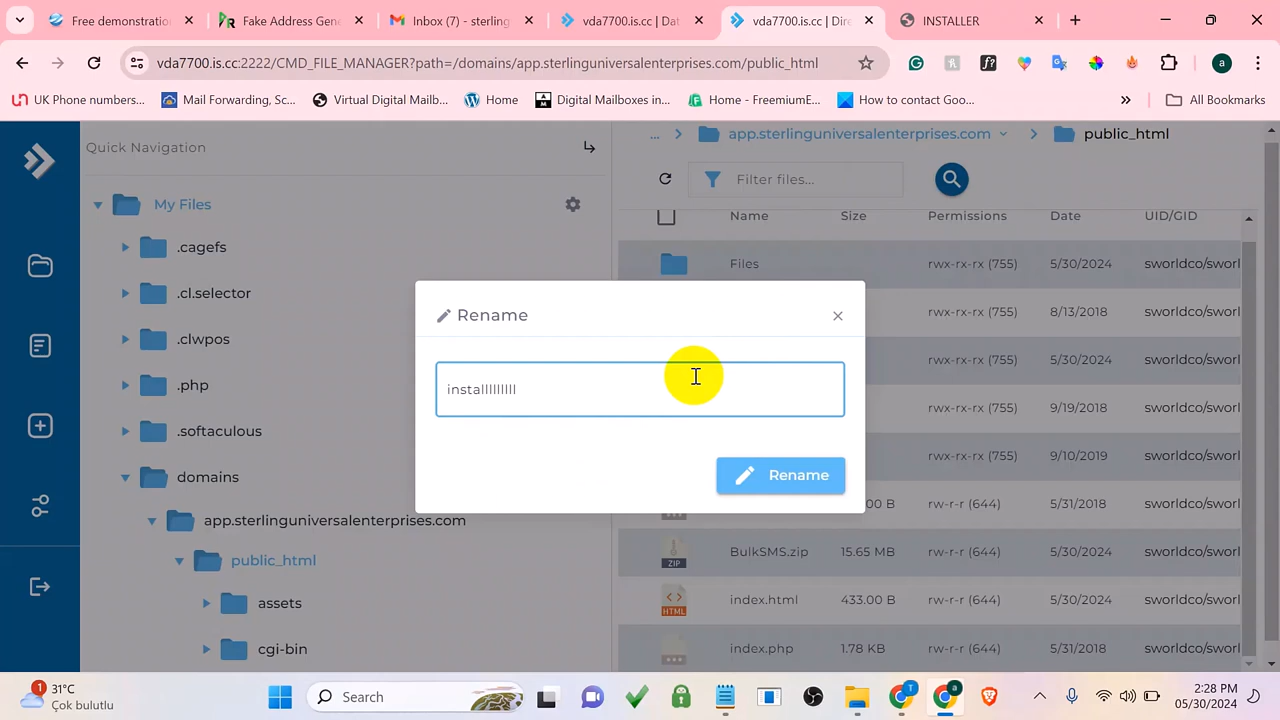 Free demonstratio
Fake Address Gene
Inbox (7) - sterling
vda7700.is.cc | Dat
vda7700.is.cc | Dire
INSTALLER
vda7700.is.cc:2222/CMD_FILE_MANAGER?path=/domains/app.sterlinguniversalenterprises.com/public_html
UK Phone numbers...
Mail Forwarding, Sc...
Virtual Digital Mailb...
Home
Digital Mailboxes in...
Home - FreemiumE...
How to contact Goo...
All Bookmarks
Quick Navigation
... app.sterlinguniversalenterprises.com public_html
Filter files...
My Files
.cagefs
.cl.selector
.clwpos
.php
.softaculous
domains
app.sterlinguniversalenterprises.com
public_html
assets
cgi-bin
Name Size Permissions Date UID/GID
Files rwx-rx-rx (755) 5/30/2024 sworldco/sworl
rwx-rx-rx (755) 8/13/2018 sworldco/sworl
rwx-rx-rx (755) 5/30/2024 sworldco/sworl
rwx-rx-rx (755) 9/19/2018 sworldco/sworl
rwx-rx-rx (755) 9/10/2019 sworldco/sworl
0 B rw-r-r (644) 5/31/2018 sworldco/sworl
ZIP BulkSMS.zip 15.65 MB rw-r-r (644) 5/30/2024 sworldco/sworl
HTML index.html 433.00 B rw-r-r (644) 5/30/2024 sworldco/sworl
index.php 1.78 KB rw-r-r (644) 5/31/2018 sworldco/sworl
Rename
installlllllll
Rename
1
31°C
Çok bulutlu
Search
2:28 PM
05/30/2024